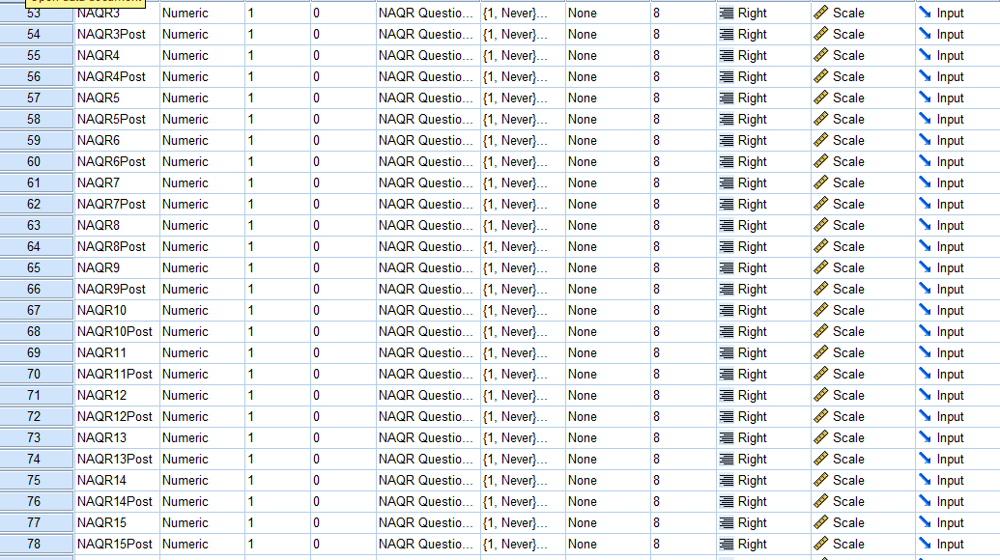 Open data document
53 NAQR3 Numeric 1 0 NAQR Questio... {1, Never}... None 8 Right Scale Input
54 NAQR3Post Numeric 1 0 NAQR Questio... {1, Never}... None 8 Right Scale Input
55 NAQR4 Numeric 1 0 NAQR Questio... {1, Never}... None 8 Right Scale Input
56 NAQR4Post Numeric 1 0 NAQR Questio... {1, Never}... None 8 Right Scale Input
57 NAQR5 Numeric 1 0 NAQR Questio... {1, Never}... None 8 Right Scale Input
58 NAQR5Post Numeric 1 0 NAQR Questio... {1, Never}... None 8 Right Scale Input
59 NAQR6 Numeric 1 0 NAQR Questio... {1, Never}... None 8 Right Scale Input
60 NAQR6Post Numeric 1 0 NAQR Questio... {1, Never}... None 8 Right Scale Input
61 NAQR7 Numeric 1 0 NAQR Questio... {1, Never}... None 8 Right Scale Input
62 NAQR7Post Numeric 1 0 NAQR Questio... {1, Never}... None 8 Right Scale Input
63 NAQR8 Numeric 1 0 NAQR Questio... {1, Never}... None 8 Right Scale Input
64 NAQR8Post Numeric 1 0 NAQR Questio... {1, Never}... None 8 Right Scale Input
65 NAQR9 Numeric 1 0 NAQR Questio... {1, Never}... None 8 Right Scale Input
66 NAQR9Post Numeric 1 0 NAQR Questio... {1, Never}... None 8 Right Scale Input
67 NAQR10 Numeric 1 0 NAQR Questio... {1, Never}... None 8 Right Scale Input
68 NAQR10Post Numeric 1 0 NAQR Questio... {1, Never}... None 8 Right Scale Input
69 NAQR11 Numeric 1 0 NAQR Questio... {1, Never}... None 8 Right Scale Input
70 NAQR11Post Numeric 1 0 NAQR Questio... {1, Never}... None 8 Right Scale Input
71 NAQR12 Numeric 1 0 NAQR Questio... {1, Never}... None 8 Right Scale Input
72 NAQR12Post Numeric 1 0 NAQR Questio... {1, Never}... None 8 Right Scale Input
73 NAQR13 Numeric 1 0 NAQR Questio... {1, Never}... None 8 Right Scale Input
74 NAQR13Post Numeric 1 0 NAQR Questio... {1, Never}... None 8 Right Scale Input
75 NAQR14 Numeric 1 0 NAQR Questio... {1, Never}... None 8 Right Scale Input
76 NAQR14Post Numeric 1 0 NAQR Questio... {1, Never}... None 8 Right Scale Input
77 NAQR15 Numeric 1 0 NAQR Questio... {1, Never}... None 8 Right Scale Input
78 NAQR15Post Numeric 1 0 NAQR Questio... {1, Never}... None 8 Right Scale Input